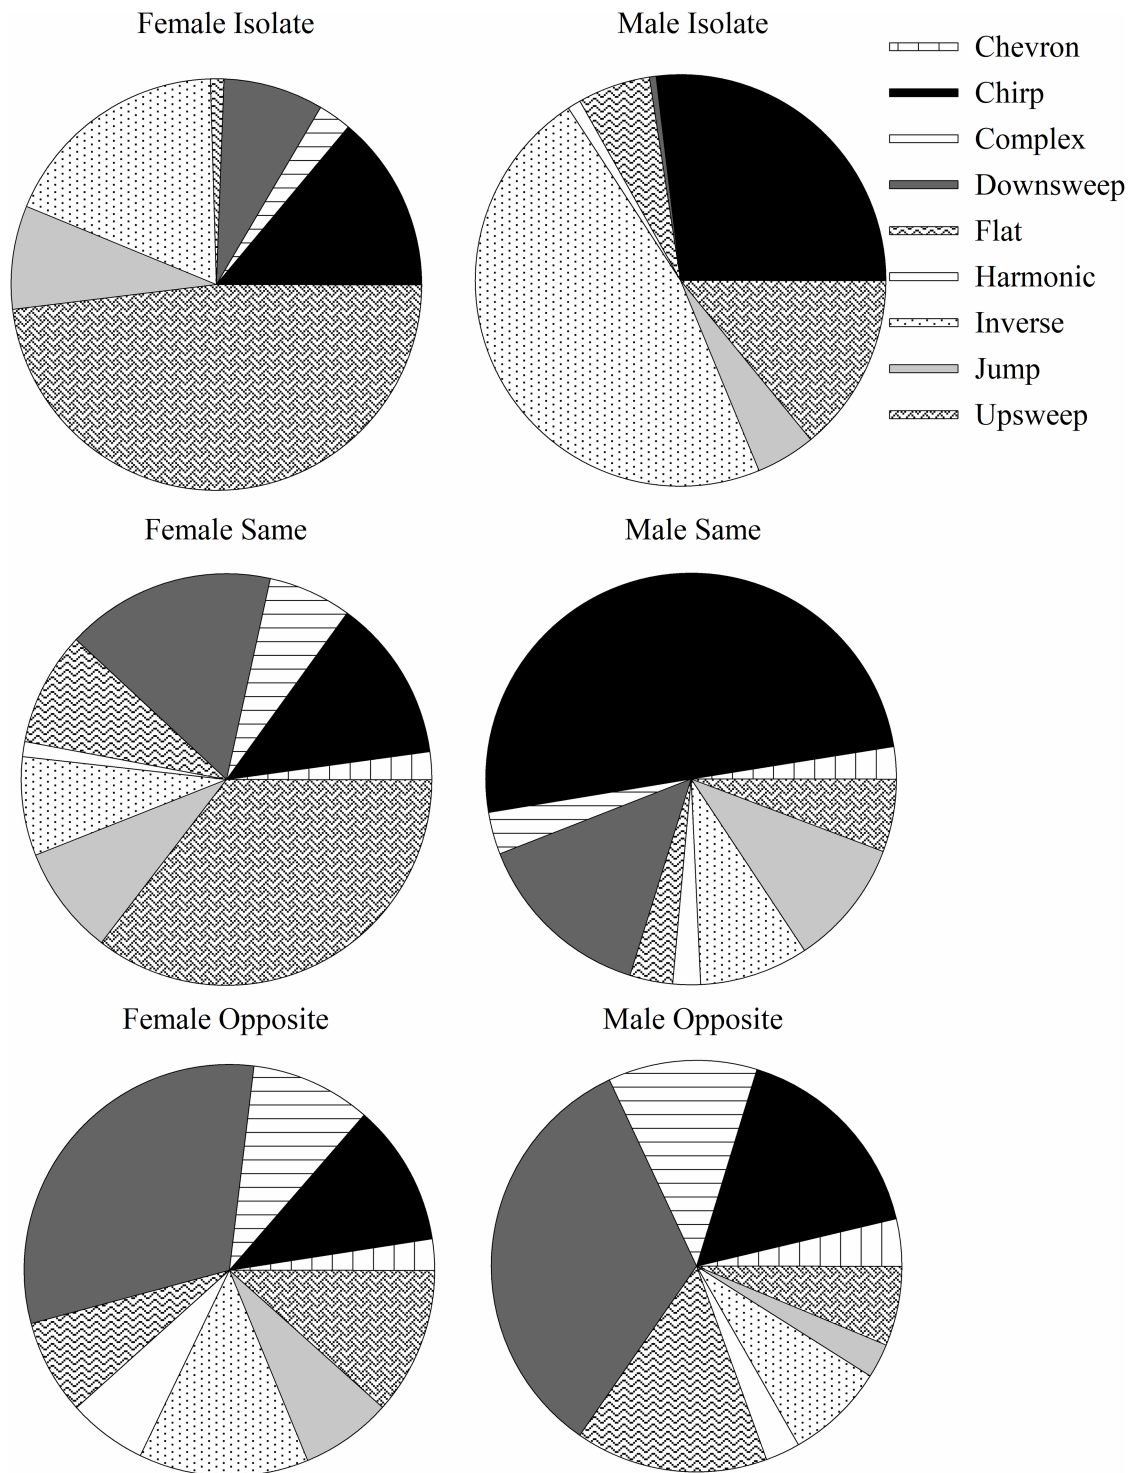 Female Isolate
Male Isolate
Chevron
Chirp
Complex
Downsweep
Flat
Harmonic
Inverse
Jump
Upsweep
Female Same
Male Same
Female Opposite
Male Opposite